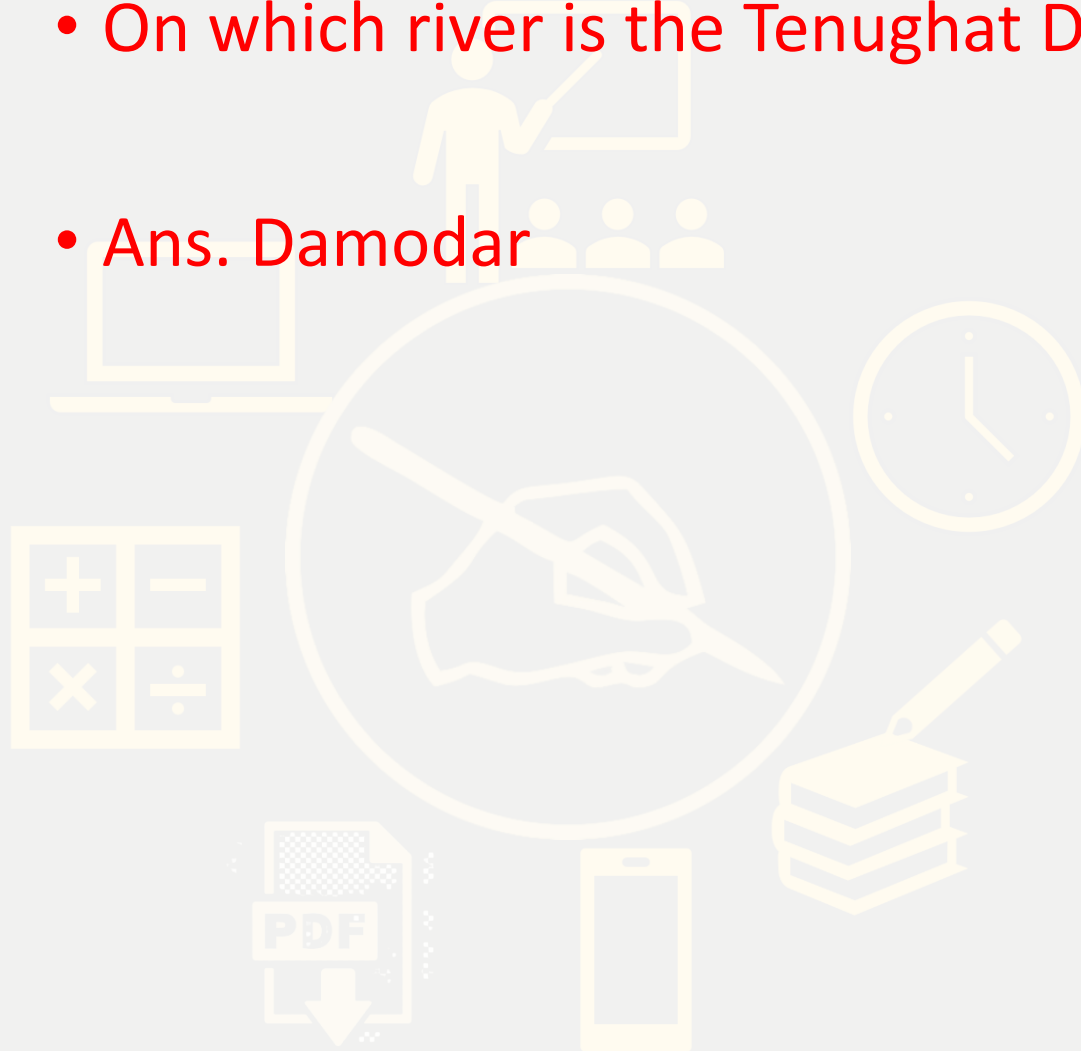 • On which river is the Tenughat D
• Ans. Damodar
PDF